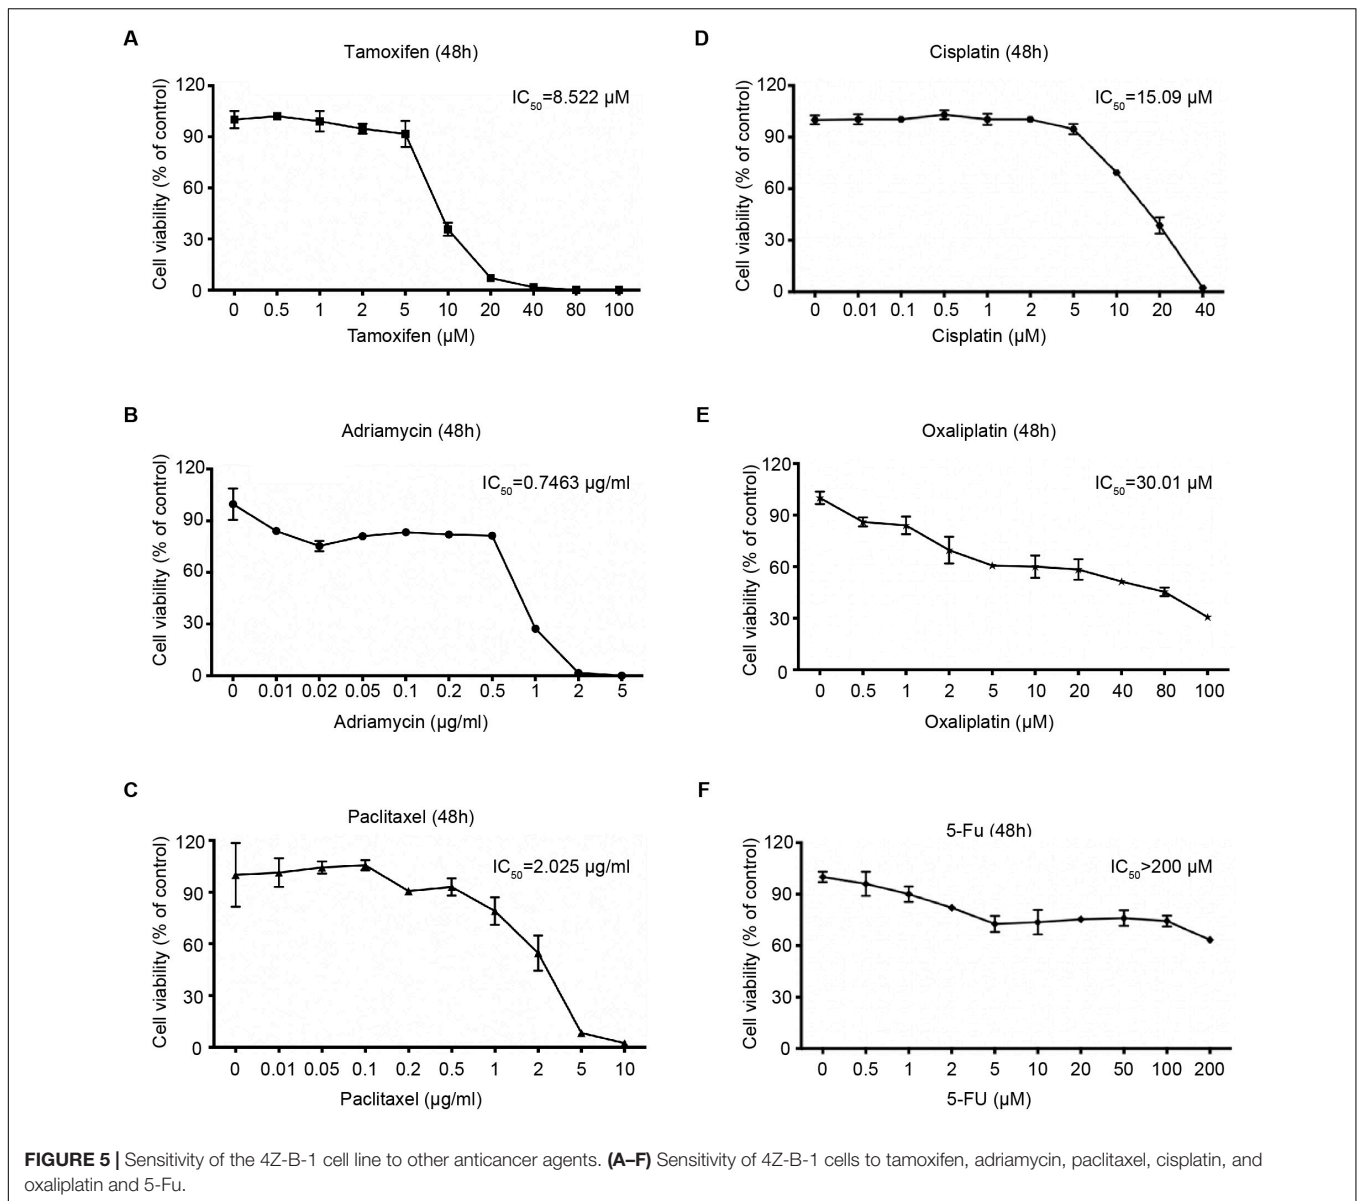 A
Tamoxifen (48h)
IC50=8.522 µM
Cell viability (% of control)
120
90
60
30
0
0 0.5 1 2 5 10 20 40 80 100
Tamoxifen (µM)
B
Adriamycin (48h)
IC50=0.7463 µg/ml
Cell viability (% of control)
120
90
60
30
0
0 0.01 0.02 0.05 0.1 0.2 0.5 1 2 5
Adriamycin (µg/ml)
C
Paclitaxel (48h)
IC50=2.025 µg/ml
Cell viability (% of control)
120
90
60
30
0
0 0.01 0.05 0.1 0.2 0.5 1 2 5 10
Paclitaxel (µg/ml)
D
Cisplatin (48h)
IC50=15.09 µM
Cell viability (% of control)
120
90
60
30
0
0 0.01 0.1 0.5 1 2 5 10 20 40
Cisplatin (µM)
E
Oxaliplatin (48h)
IC50=30.01 µM
Cell viability (% of control)
120
90
60
30
0
0 0.5 1 2 5 10 20 40 80 100
Oxaliplatin (µM)
F
5-Fu (48h)
IC50>200 µM
Cell viability (% of control)
120
90
60
30
0
0 0.5 1 2 5 10 20 50 100 200
5-FU (µM)
FIGURE 5 | Sensitivity of the 4Z-B-1 cell line to other anticancer agents. (A–F) Sensitivity of 4Z-B-1 cells to tamoxifen, adriamycin, paclitaxel, cisplatin, and
oxaliplatin and 5-Fu.